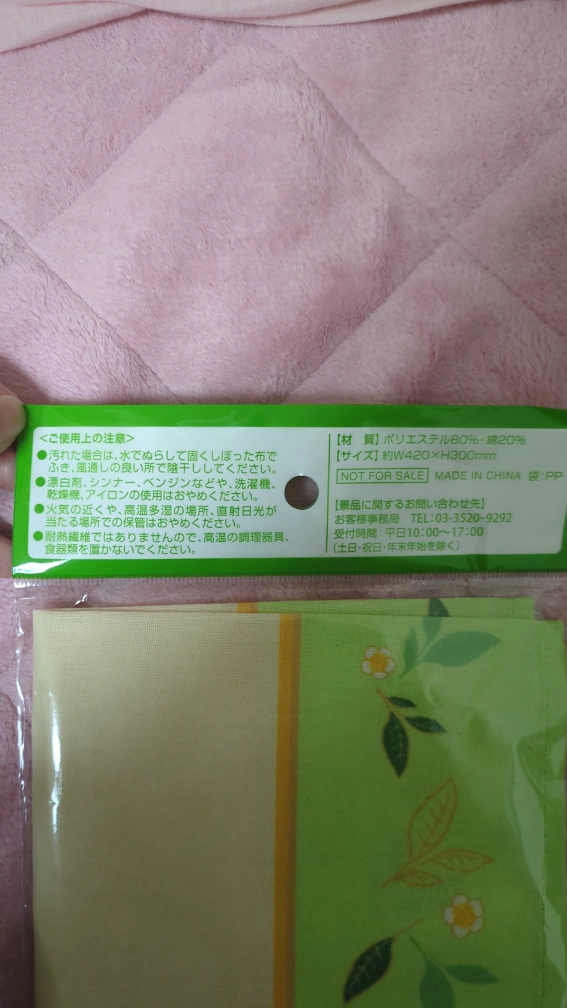 <ご使用上の注意>
●汚れた場合は、水でぬらして固くしぼった布で
ふき、風通しの良い所で陰干ししてください。
●漂白剤、シンナー、ベンジンなどや、洗濯機、
乾燥機、アイロンの使用はおやめください。
●火気の近くや、高温多湿の場所、直射日光が
当たる場所での保管はおやめください。
●耐熱繊維ではありませんので、高温の調理器具、
食器類を置かないでください。
【材 質】ポリエステル80%・綿20%
【サイズ】約W420×H300mm
NOT FOR SALE MADE IN CHINA 袋:PP
【景品に関するお問い合わせ先】
お客様事務局 TEL:03-3520-9292
受付時間:平日10:00〜17:00
(土日・祝日・年末年始を除く)